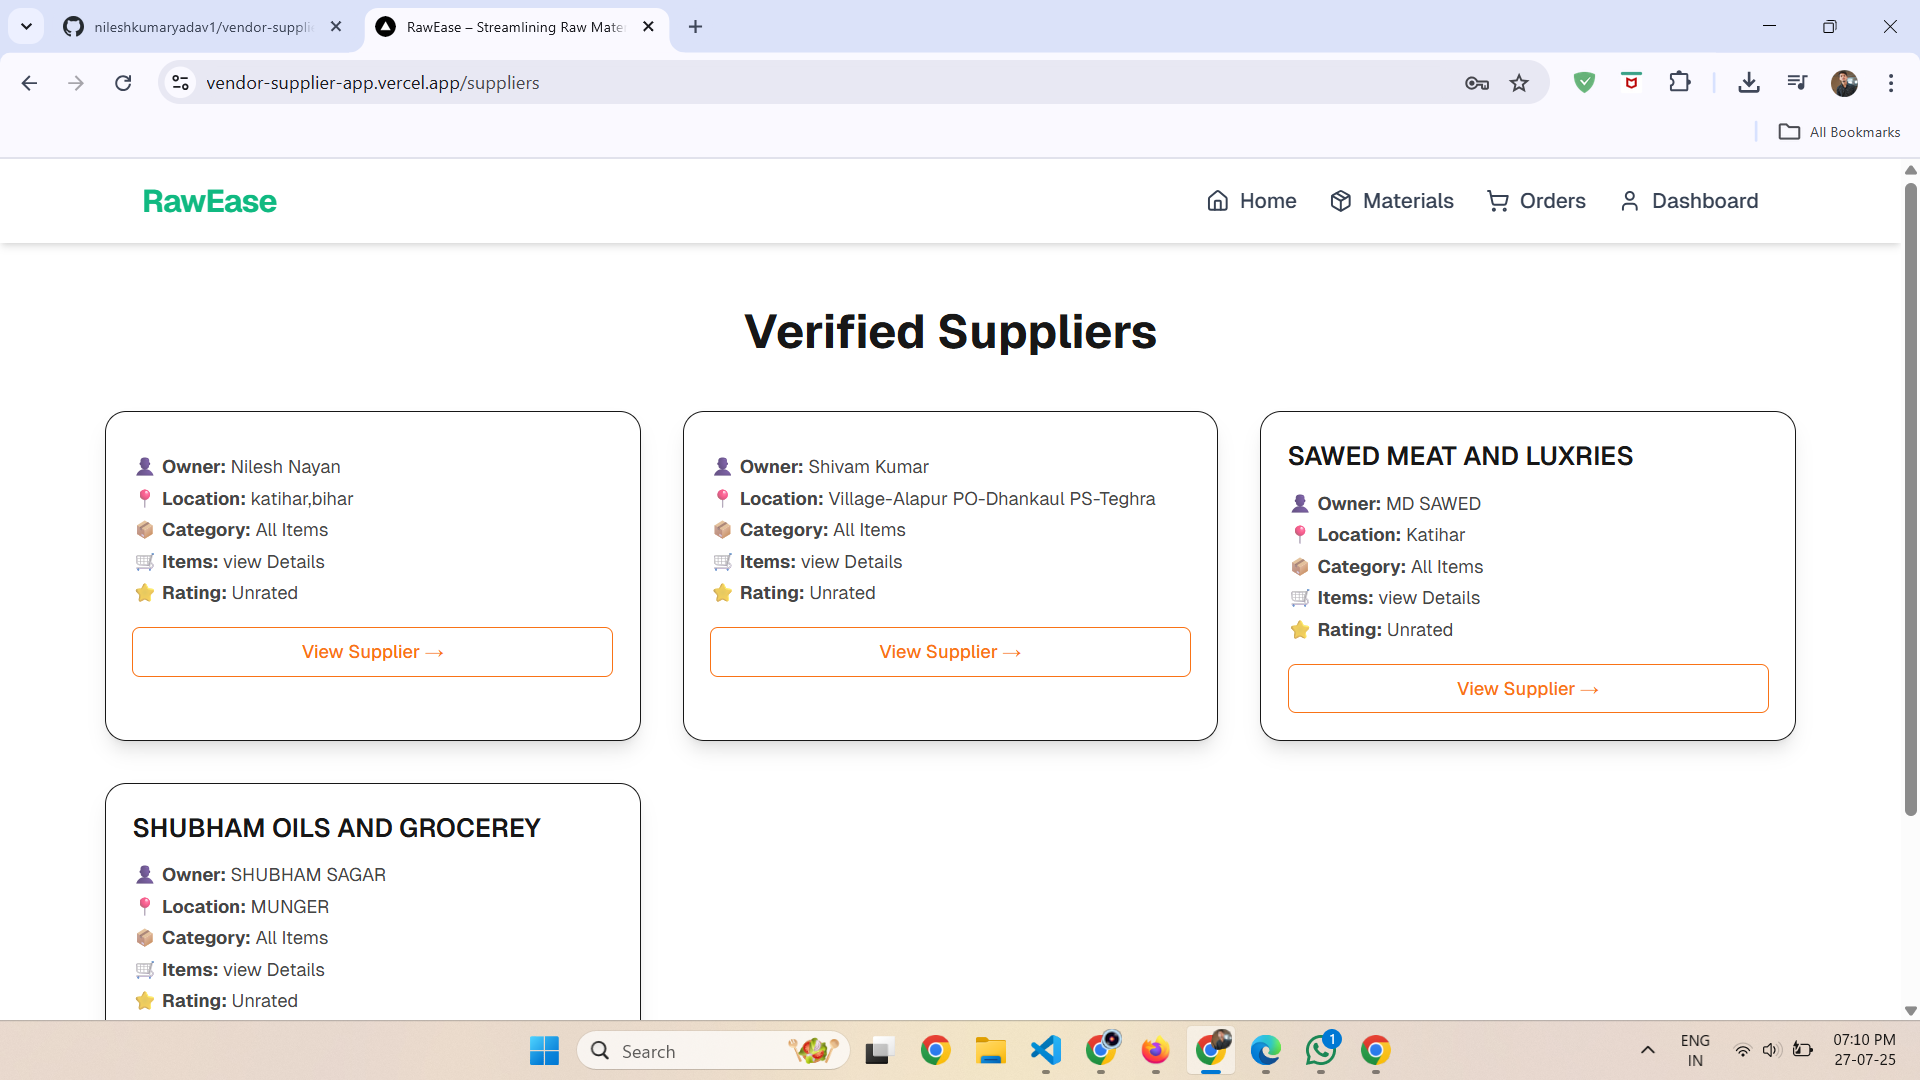 nileshkumaryadav1/vendor-suppli
RawEase – Streamlining Raw Mater
vendor-supplier-app.vercel.app/suppliers
All Bookmarks
RawEase
Home
Materials
Orders
Dashboard
Verified Suppliers
Owner: Nilesh Nayan
Location: katihar,bihar
Category: All Items
Items: view Details
Rating: Unrated
View Supplier →
Owner: Shivam Kumar
Location: Village-Alapur PO-Dhankaul PS-Teghra
Category: All Items
Items: view Details
Rating: Unrated
View Supplier →
SAWED MEAT AND LUXRIES
Owner: MD SAWED
Location: Katihar
Category: All Items
Items: view Details
Rating: Unrated
View Supplier →
SHUBHAM OILS AND GROCEREY
Owner: SHUBHAM SAGAR
Location: MUNGER
Category: All Items
Items: view Details
Rating: Unrated
Search
1
ENG
IN
07:10 PM
27-07-25